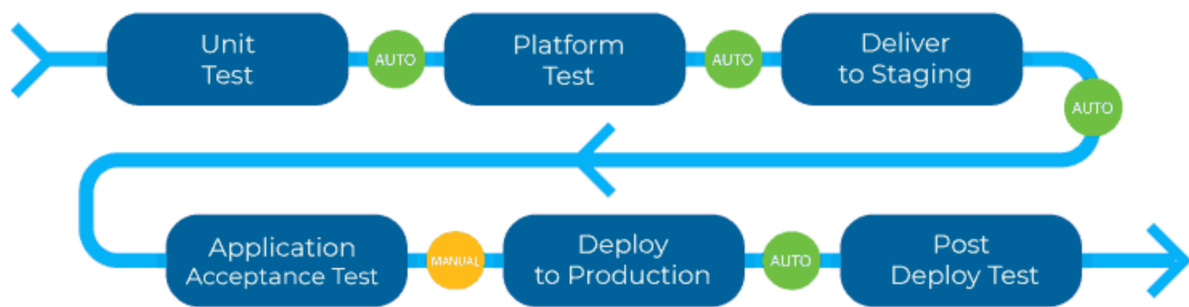 Unit
Test
AUTO
Platform
Test
AUTO
Deliver
to Staging
AUTO
Application
Acceptance Test
MANUAL
Deploy
to Production
AUTO
Post
Deploy Test